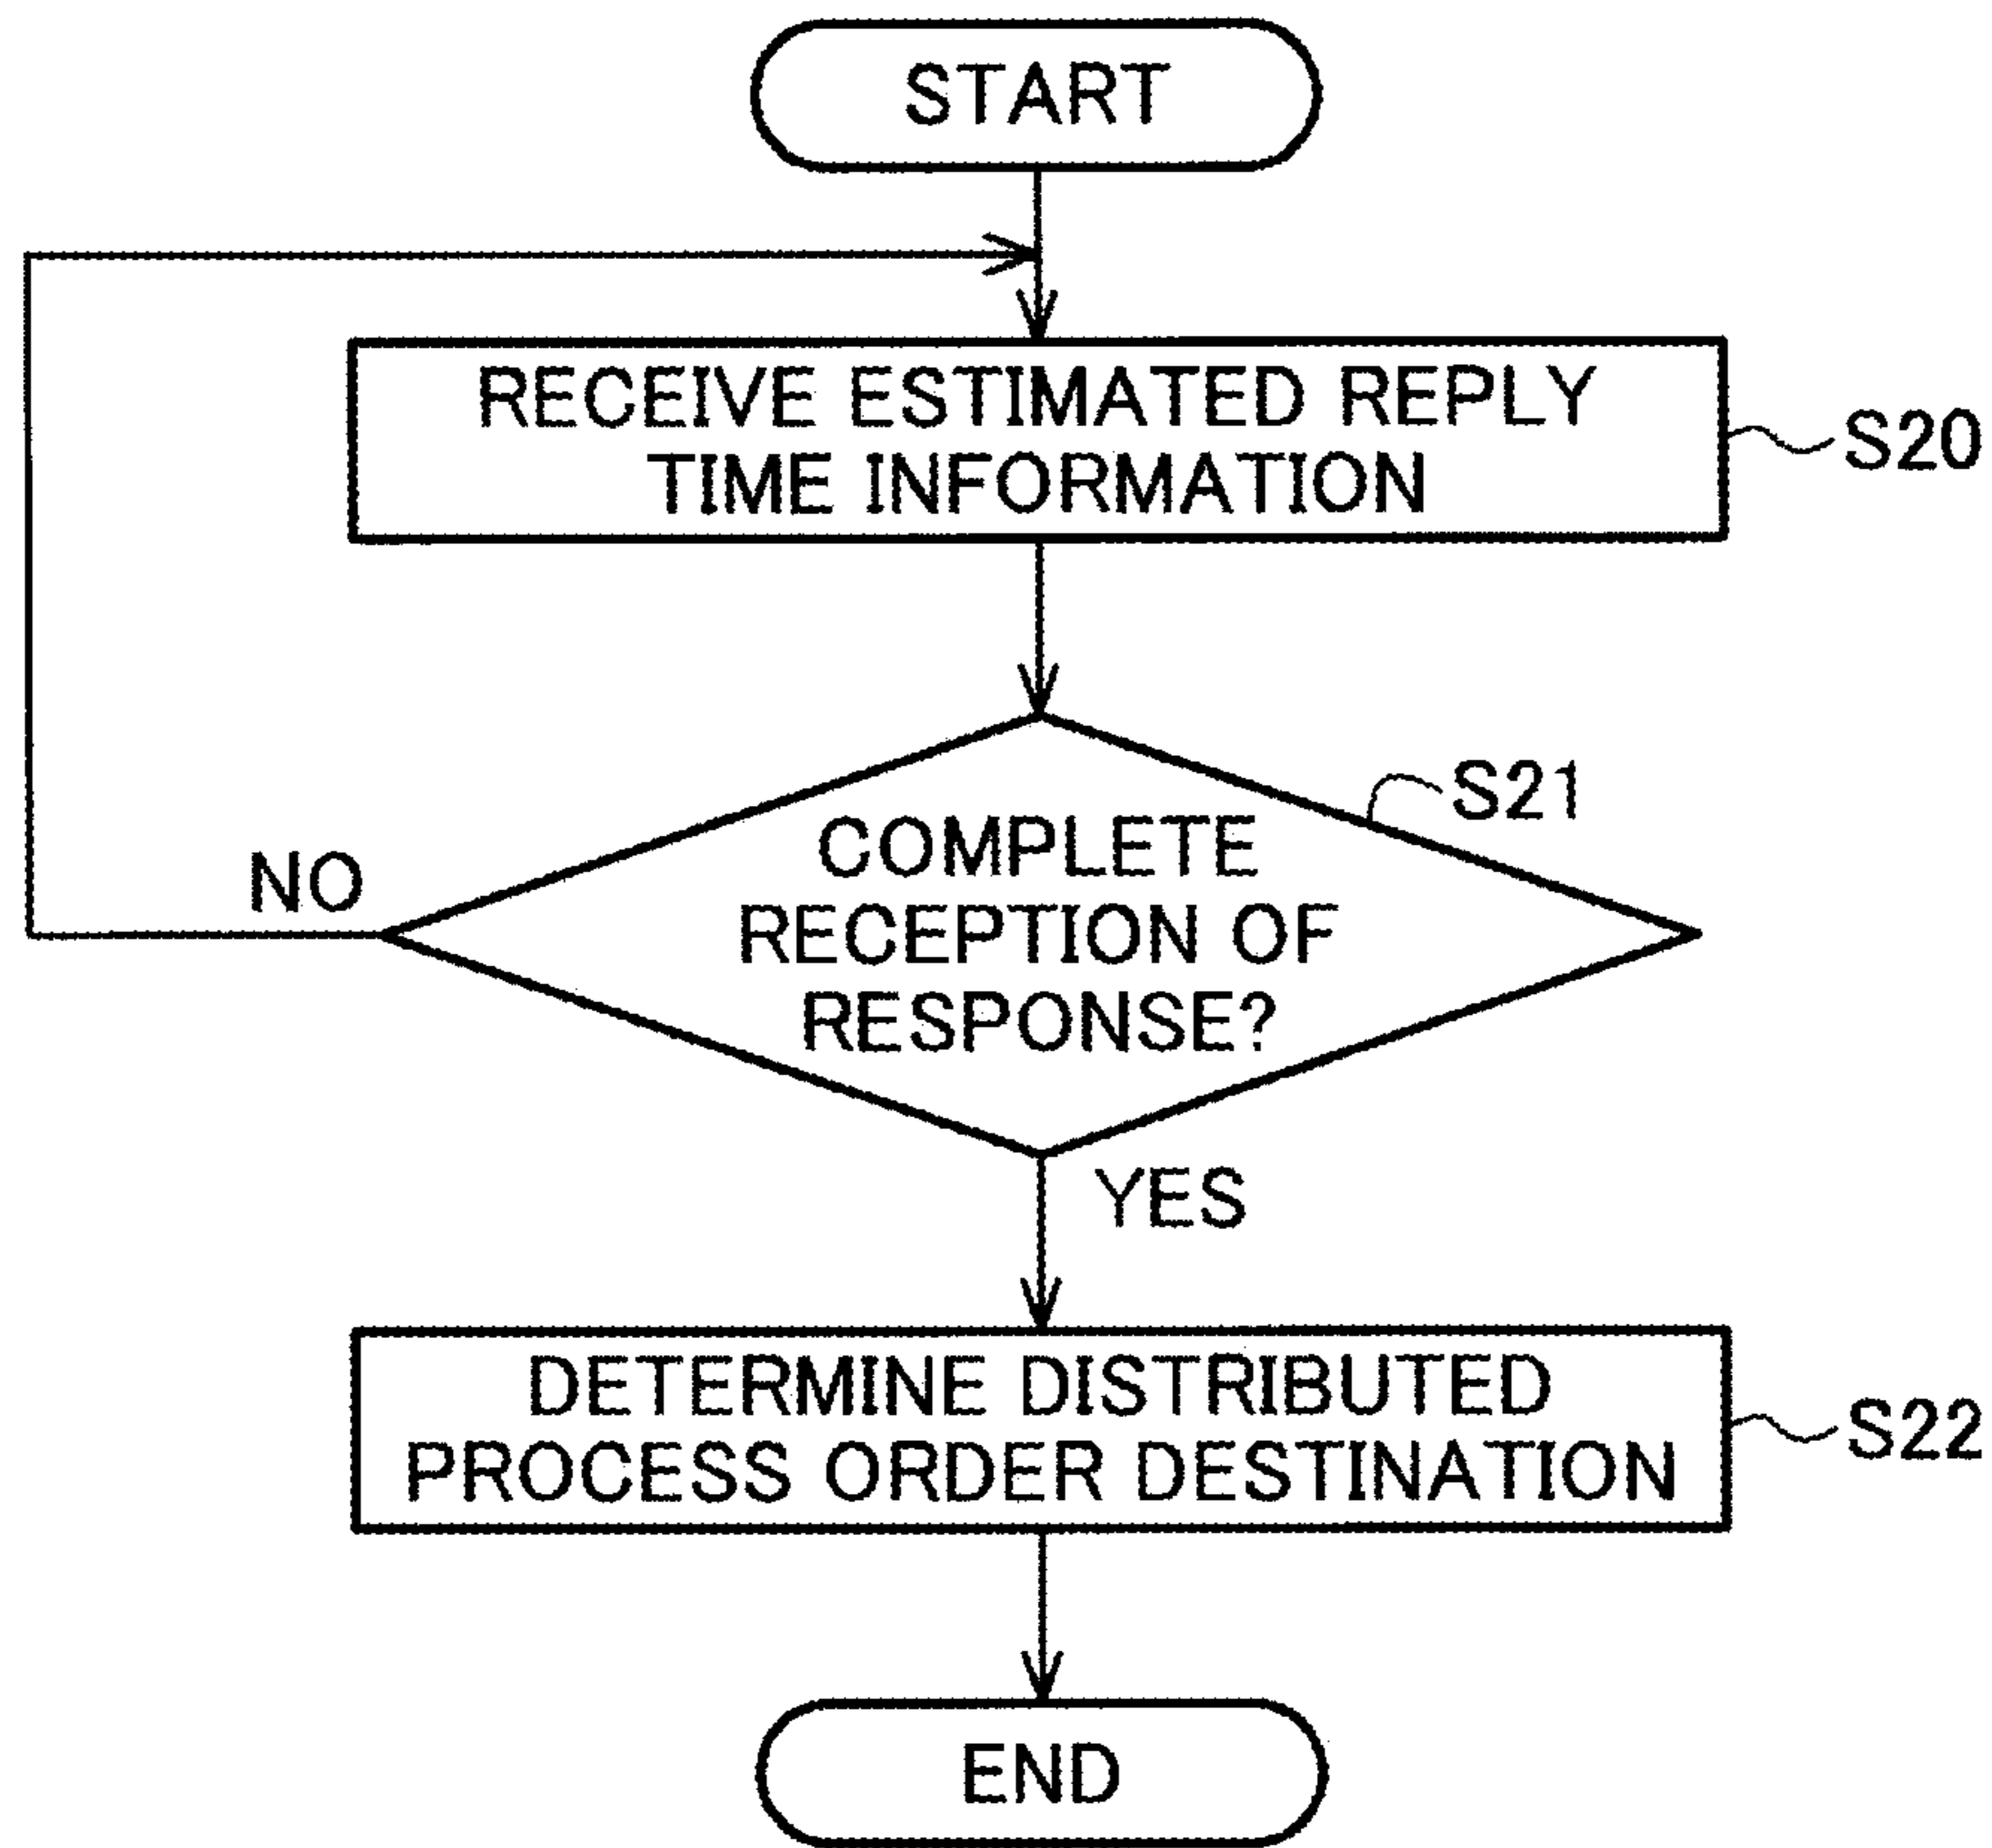 START
RECEIVE ESTIMATED REPLY
TIME INFORMATION
S20
S21
COMPLETE
RECEPTION OF
RESPONSE?
NO
YES
DETERMINE DISTRIBUTED
PROCESS ORDER DESTINATION
S22
END